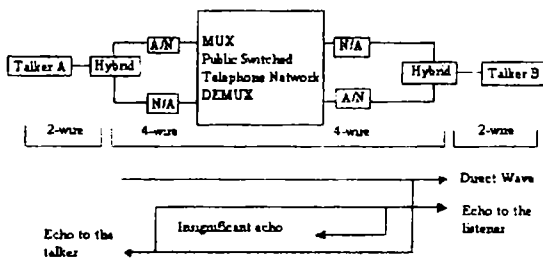 A/N
MUX
N/A
Public Switched
Talker A
Hybrid
Telephone Network
Hybrid
Talker B
N/A
DEMUX
A/N
2-wire
4-wire
4-wire
2-wire
Direct Wave
Echo to the
listener
Insignificant echo
Echo to the
talker